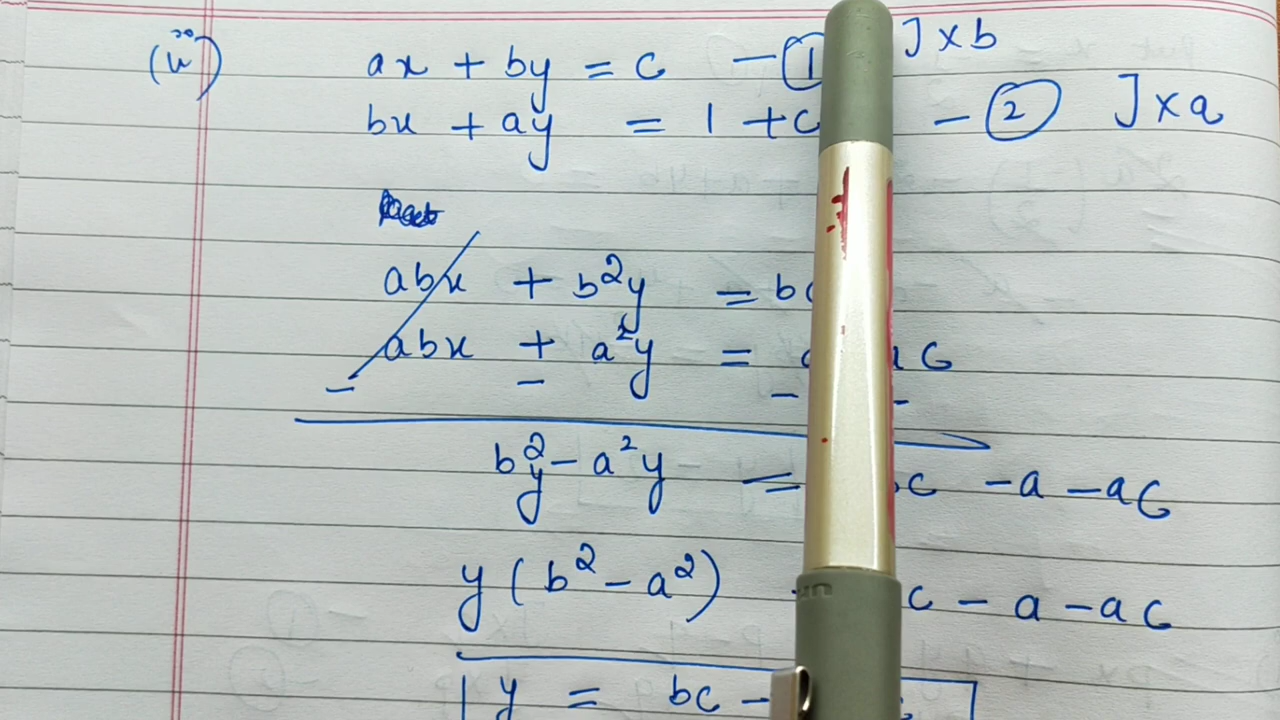 (ii) ax + by = c - ① ] × b
bx + ay = 1 + c - ② ] × a
abx + b²y = bc
abx + a²y = ac
- - - -
b²y - a²y = bc - a - ac
y(b² - a²) c - a - ac
y = bc -